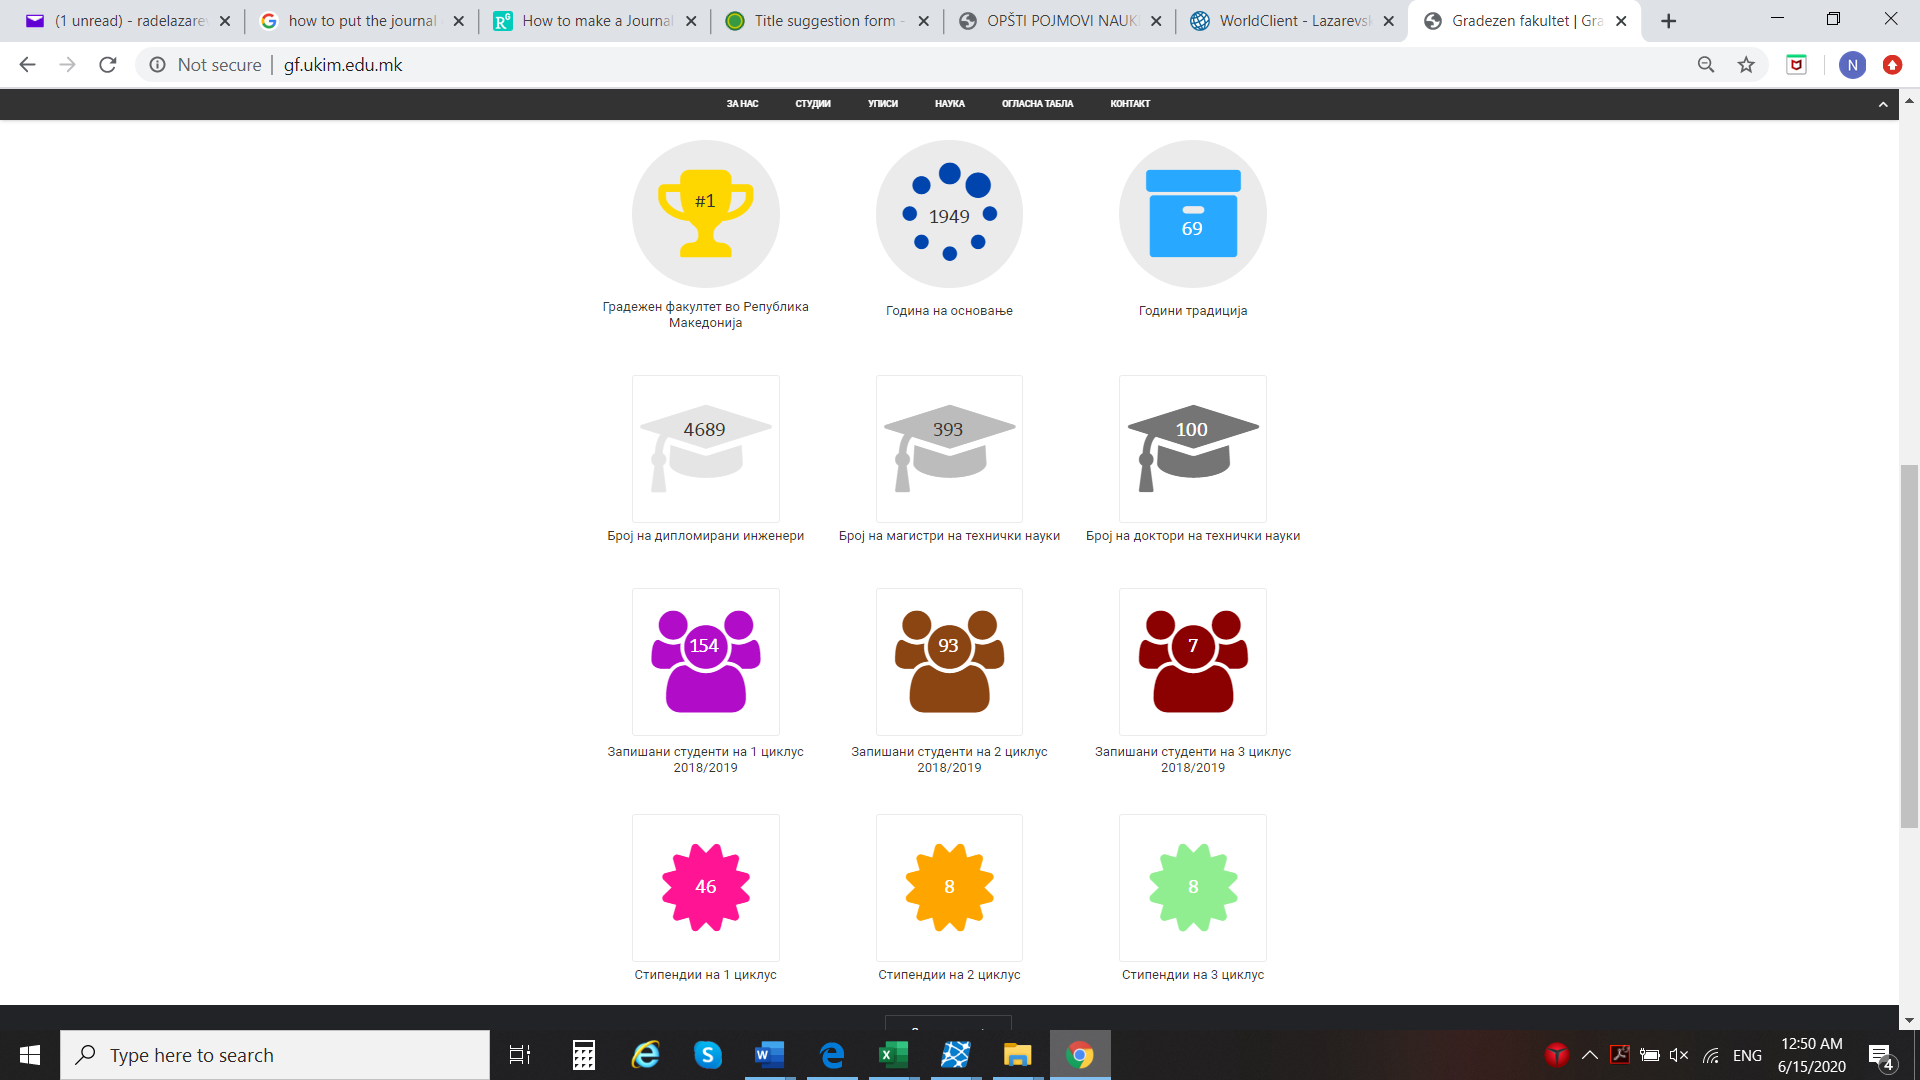 (1 unread) - radelazare
how to put the journal
How to make a Journal
Title suggestion form -
OPŠTI POJMOVI NAUK
WorldClient - Lazarevsk
Gradezen fakultet | Gra
Not secure
gf.ukim.edu.mk
N
ЗА НАС
СТУДИИ
УПИСИ
НАУКА
ОГЛАСНА ТАБЛА
КОНТАКТ
#1
1949
69
Градежен факултет во Република
Македонија
Година на основање
Години традиција
4689
393
100
Број на дипломирани инженери
Број на магистри на технички науки
Број на доктори на технички науки
154
93
7
Запишани студенти на 1 циклус
2018/2019
Запишани студенти на 2 циклус
2018/2019
Запишани студенти на 3 циклус
2018/2019
46
8
8
Стипендии на 1 циклус
Стипендии на 2 циклус
Стипендии на 3 циклус
Type here to search
ENG
12:50 AM
6/15/2020
4